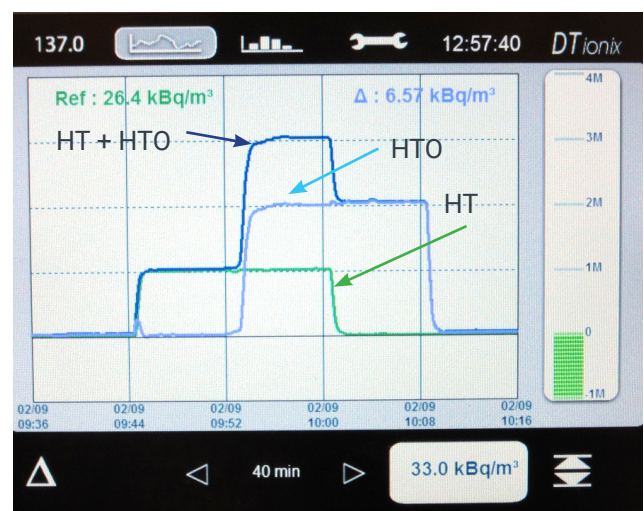 137.0 12:57:40 DTionix
Ref : 26.4 kBq/m³ Δ : 6.57 kBq/m³
HT + HTO
HTO
HT
4M
3M
2M
1M
0
-1M
02/09 02/09 02/09 02/09 02/09 02/09
09:36 09:44 09:52 10:00 10:08 10:16
Δ 40 min 33.0 kBq/m³